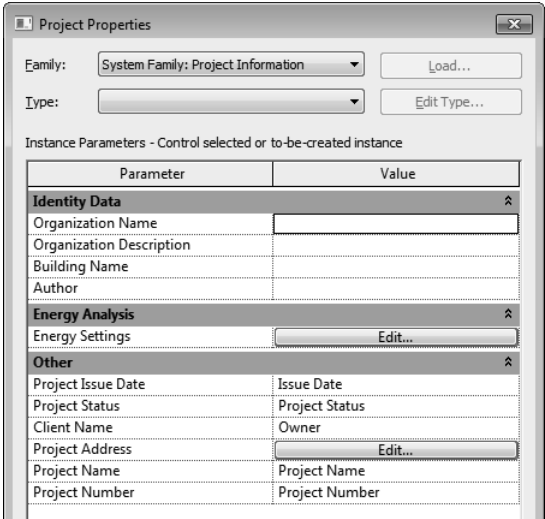 Project Properties
Family: System Family: Project Information Load...
Type: Edit Type...
Instance Parameters - Control selected or to-be-created instance
Parameter Value
Identity Data
Organization Name
Organization Description
Building Name
Author
Energy Analysis
Energy Settings Edit...
Other
Project Issue Date Issue Date
Project Status Project Status
Client Name Owner
Project Address Edit...
Project Name Project Name
Project Number Project Number